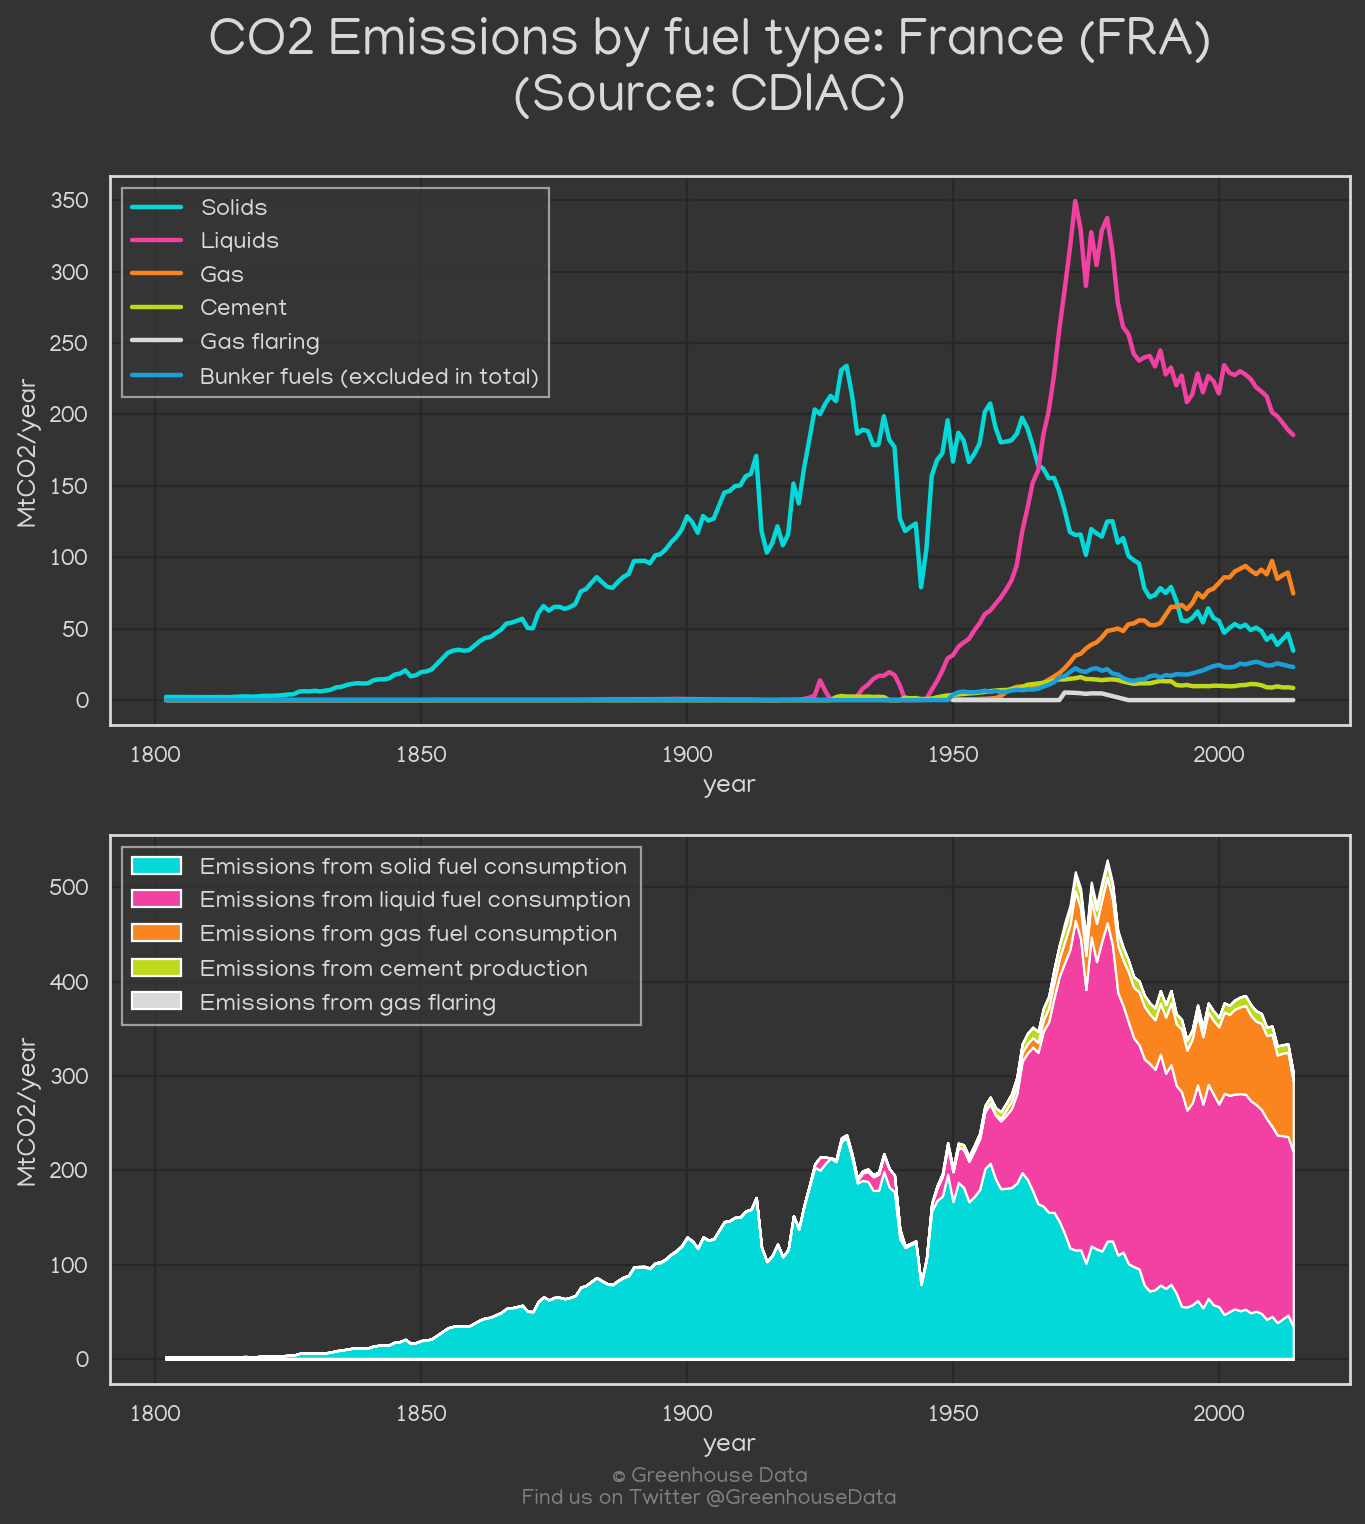 CO2 Emissions by fuel type: France (FRA)
(Source: CDIAC)
350
300
250
200
150
100
50
0
MtCO2/year
Solids
Liquids
Gas
Cement
Gas flaring
Bunker fuels (excluded in total)
1800 1850 1900 1950 2000
year
500
400
300
200
100
0
MtCO2/year
Emissions from solid fuel consumption
Emissions from liquid fuel consumption
Emissions from gas fuel consumption
Emissions from cement production
Emissions from gas flaring
1800 1850 1900 1950 2000
year
© Greenhouse Data
Find us on Twitter @GreenhouseData